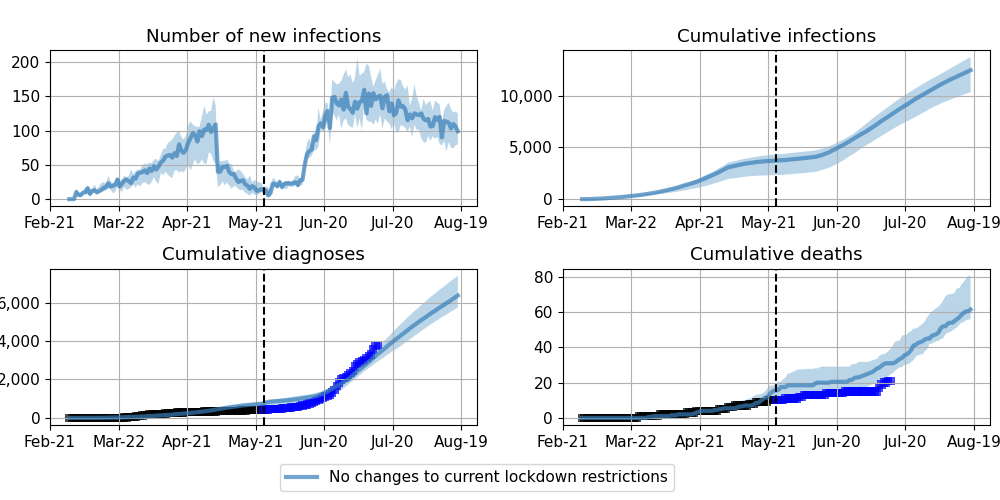 Number of new infections
Cumulative infections
200
150
100
50
0
Feb-21 Mar-22 Apr-21 May-21 Jun-20 Jul-20 Aug-19
10,000
5,000
0
Feb-21 Mar-22 Apr-21 May-21 Jun-20 Jul-20 Aug-19
Cumulative diagnoses
Cumulative deaths
6,000
4,000
2,000
0
Feb-21 Mar-22 Apr-21 May-21 Jun-20 Jul-20 Aug-19
80
60
40
20
0
Feb-21 Mar-22 Apr-21 May-21 Jun-20 Jul-20 Aug-19
No changes to current lockdown restrictions